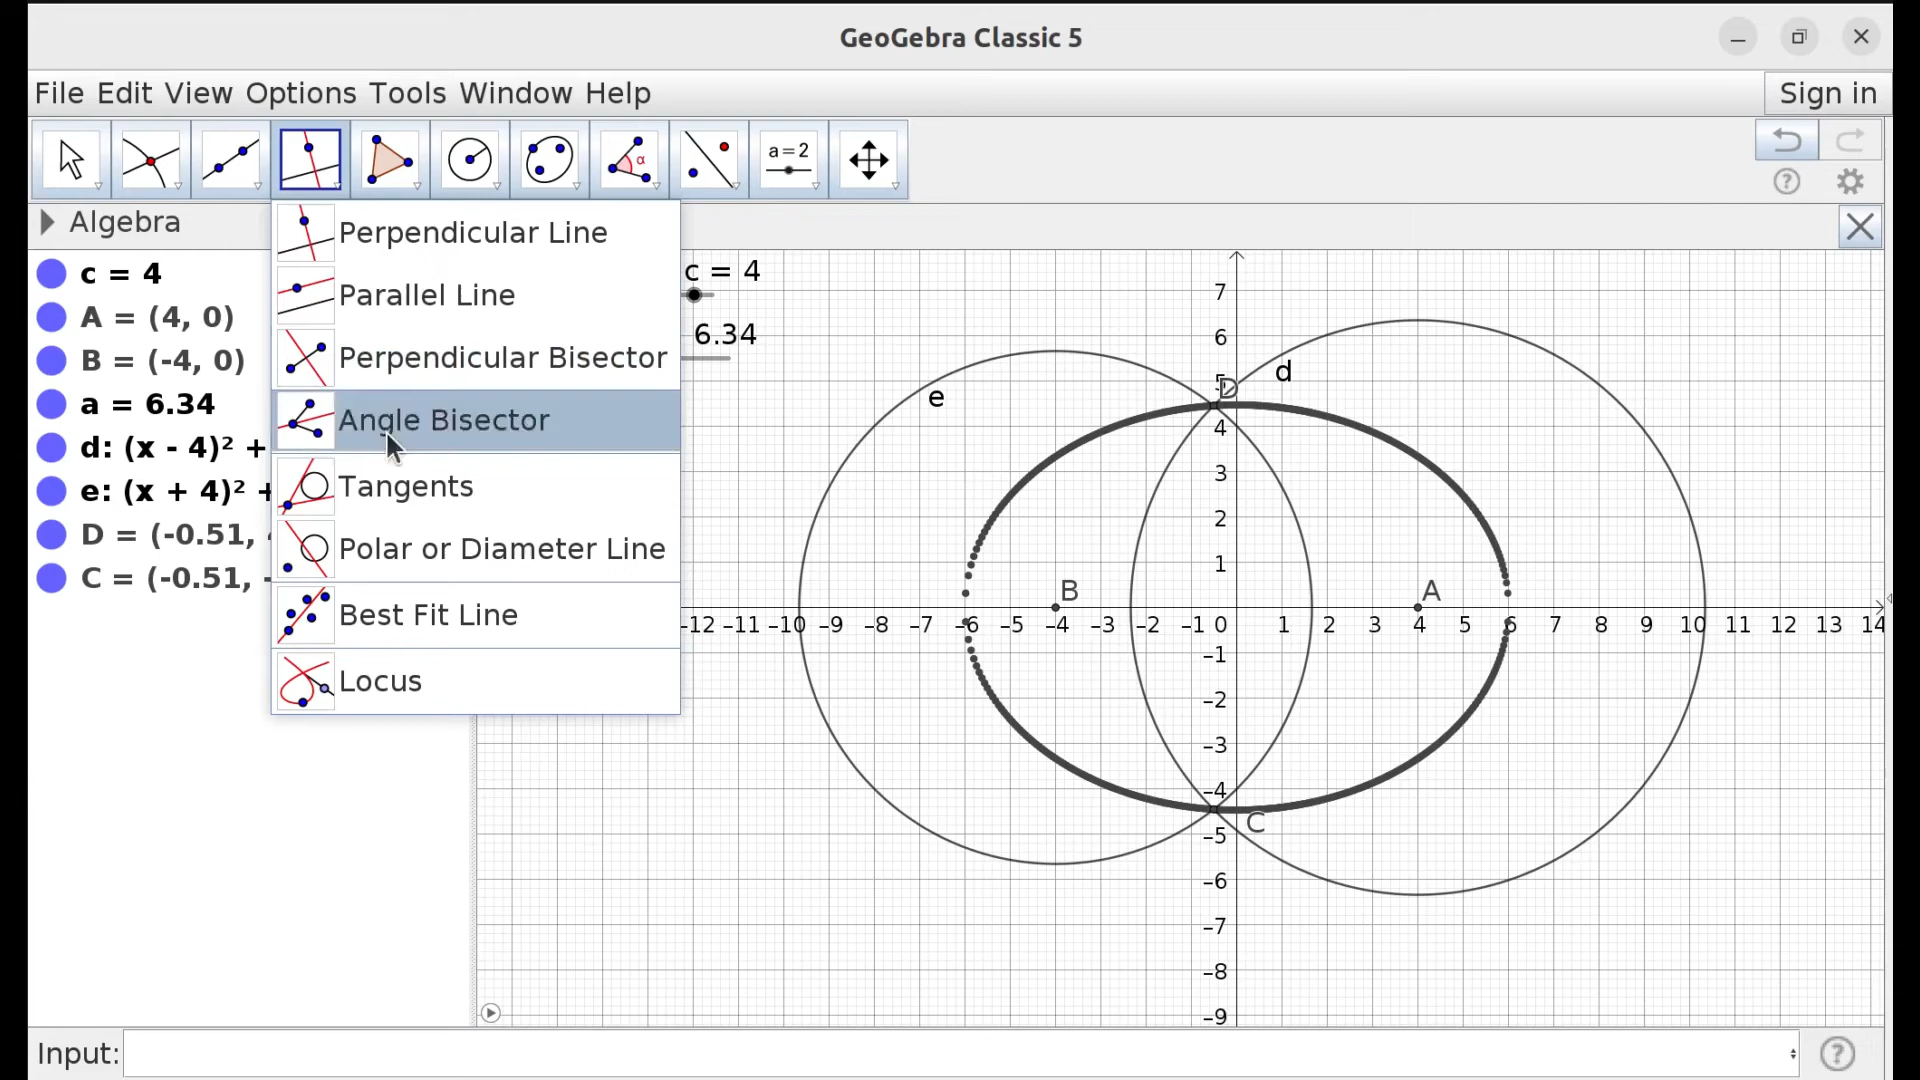 GeoGebra Classic 5
File Edit View Options Tools Window Help
Sign in
α
a=2
Algebra
c = 4
A = (4, 0)
B = (-4, 0)
a = 6.34
d: (x - 4)² +
e: (x + 4)² +
D = (-0.51,
C = (-0.51, -
Perpendicular Line
Parallel Line
Perpendicular Bisector
Angle Bisector
Tangents
Polar or Diameter Line
Best Fit Line
Locus
c = 4
6.34
7
6
5
4
3
2
1
e
D
d
B
A
C
–12 –11 –10 –9 –8 –7 –6 –5 –4 –3 –2 –1 0 1 2 3 4 5 6 7 8 9 10 11 12 13 14
–1
–2
–3
–4
–5
–6
–7
–8
–9
Input: